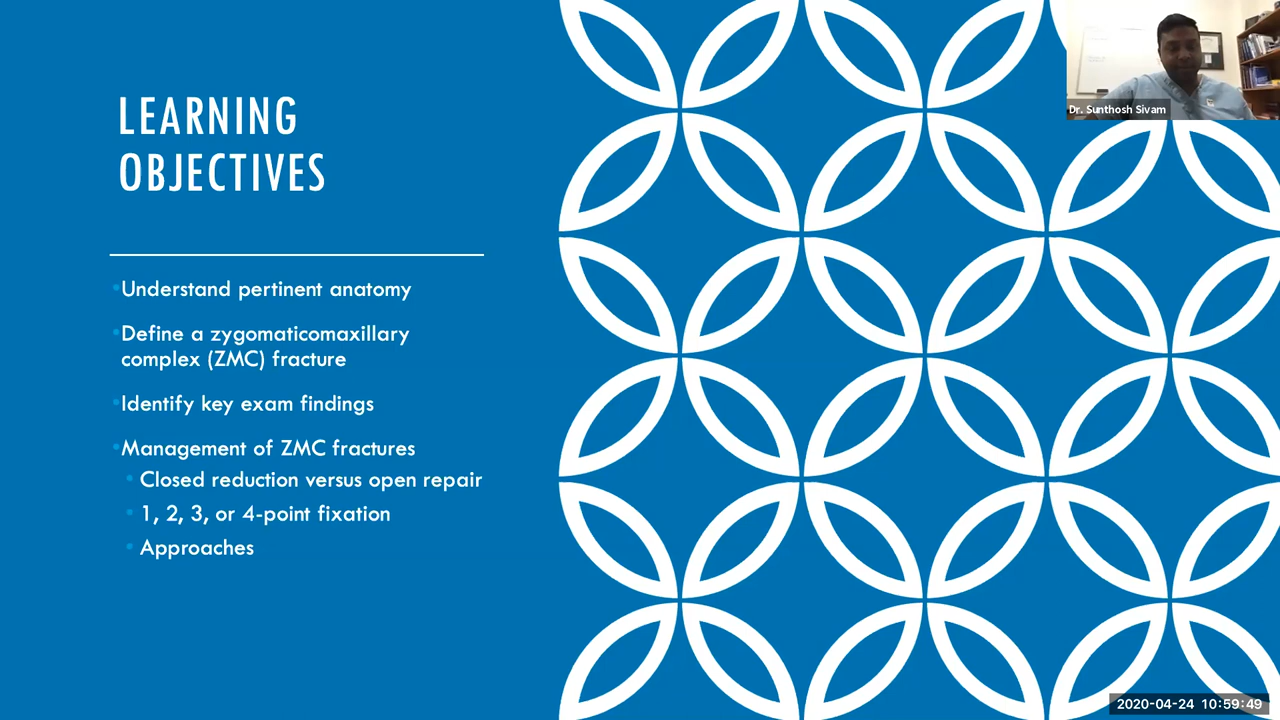 LEARNING
OBJECTIVES
•Understand pertinent anatomy
•Define a zygomaticomaxillary
complex (ZMC) fracture
•Identify key exam findings
•Management of ZMC fractures
• Closed reduction versus open repair
• 1, 2, 3, or 4-point fixation
• Approaches
Dr. Sunthosh Sivam
2020-04-24 10:59:49